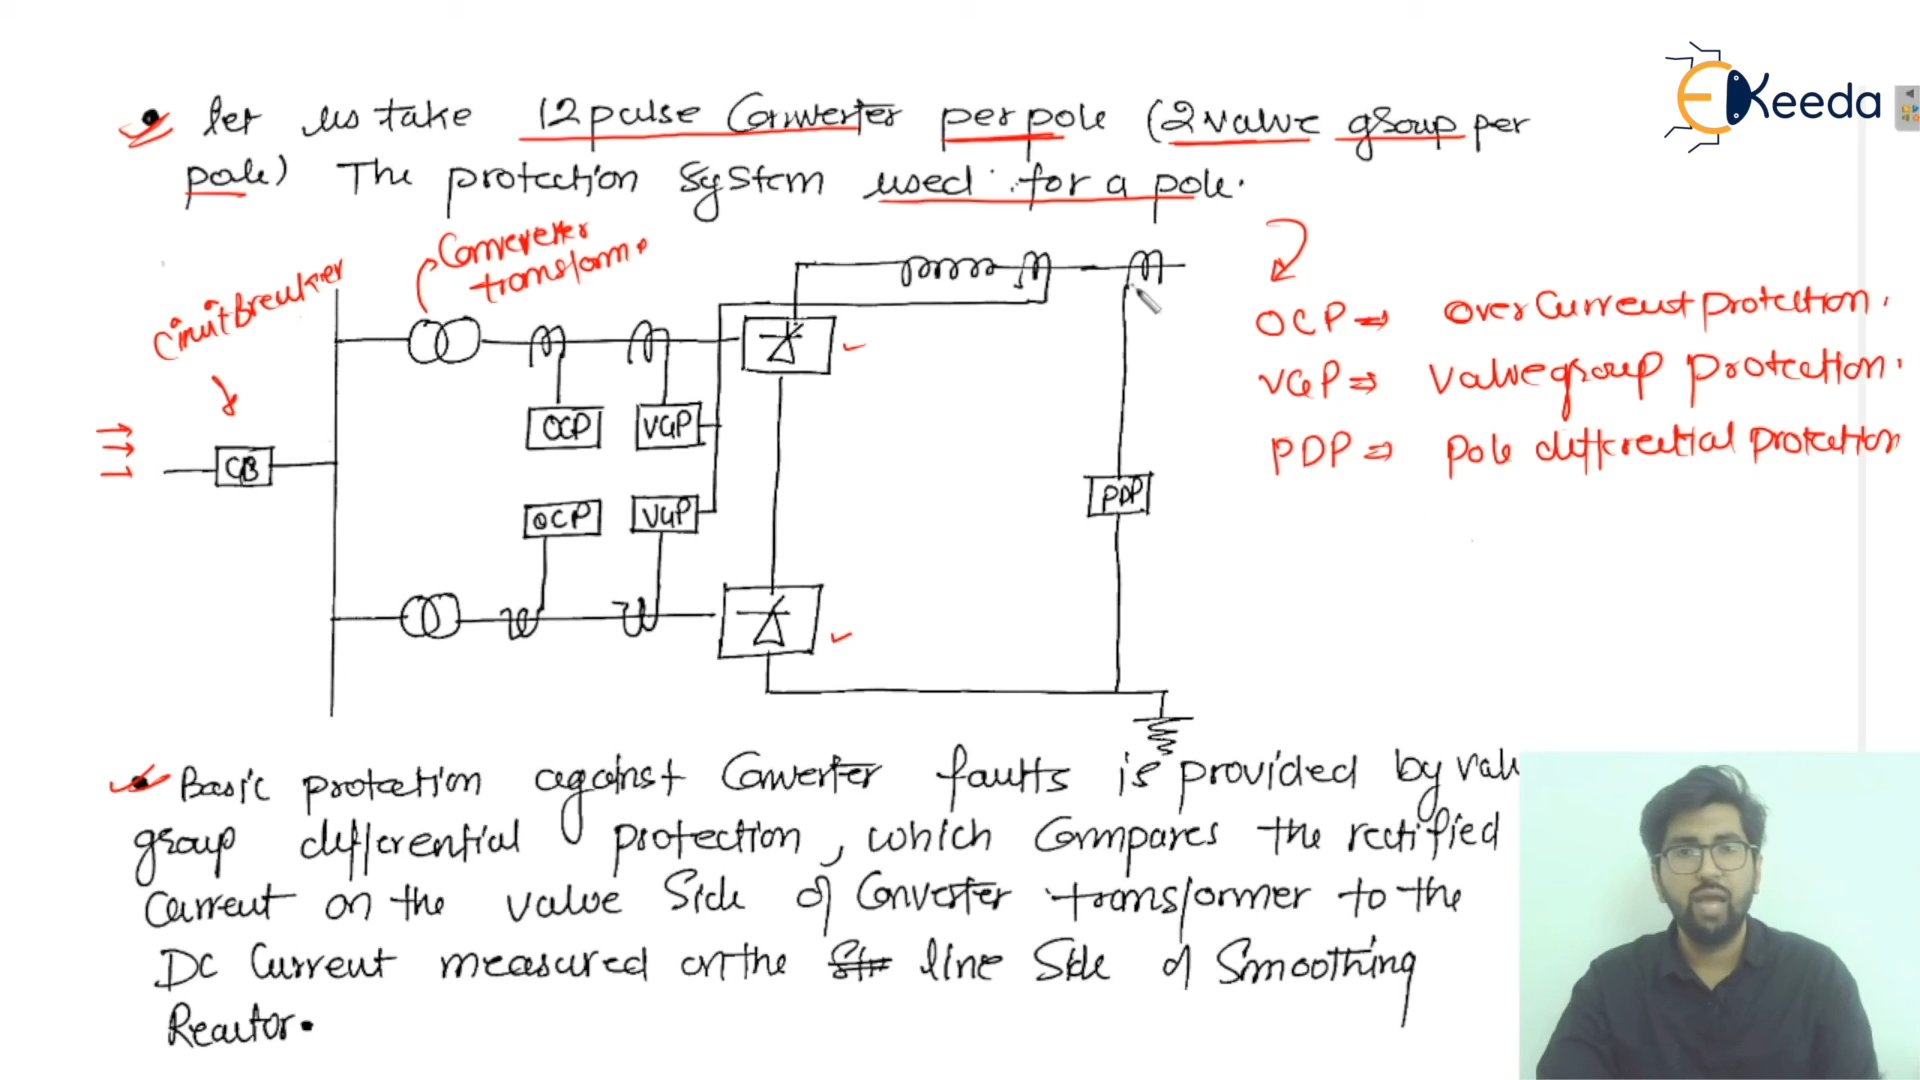 EKeeda
let us take 12 pulse Converter per pole (2 valve group per
pole) The protection System used for a pole.
Converter
transform.
Circuit breaker
OCP ⇒ over Current protection.
VGP ⇒ Valve group protection.
PDP ⇒ Pole differential protection
OCP
VGP
CB
OCP
VGP
PDP
Basic protection against Converter faults is provided by valv
group differential protection, which Compares the rectified
Current on the valve Side of Converter transformer to the
DC Current measured on the line Side of Smoothing
Reactor.